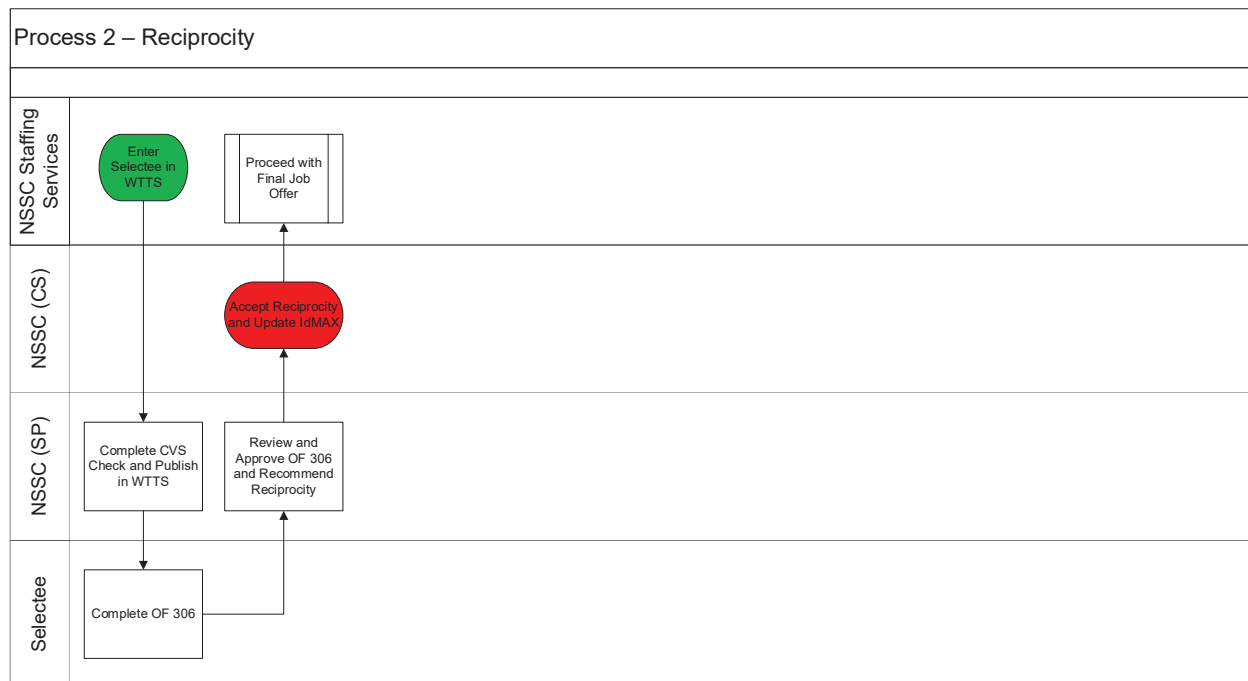 Process 2 – Reciprocity
NSSC Staffing
Services
Enter
Selectee in
WTTS
Proceed with
Final Job
Offer
NSSC (CS)
Accept Reciprocity
and Update IdMAX
NSSC (SP)
Complete CVS
Check and Publish
in WTTS
Review and
Approve OF 306
and Recommend
Reciprocity
Selectee
Complete OF 306